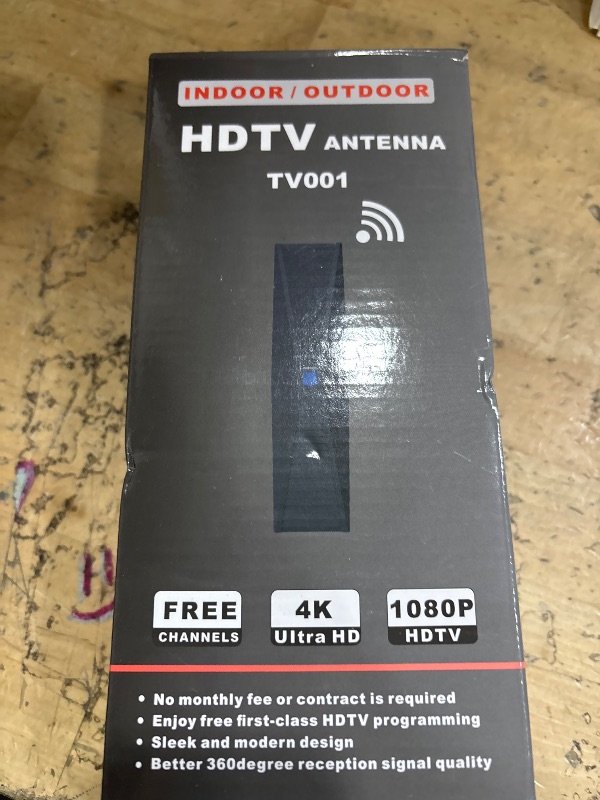 INDOOR / OUTDOOR
HDTV ANTENNA
TV001
FREE
CHANNELS
4K
Ultra HD
1080P
HDTV
• No monthly fee or contract is required
• Enjoy free first-class HDTV programming
• Sleek and modern design
• Better 360degree reception signal quality